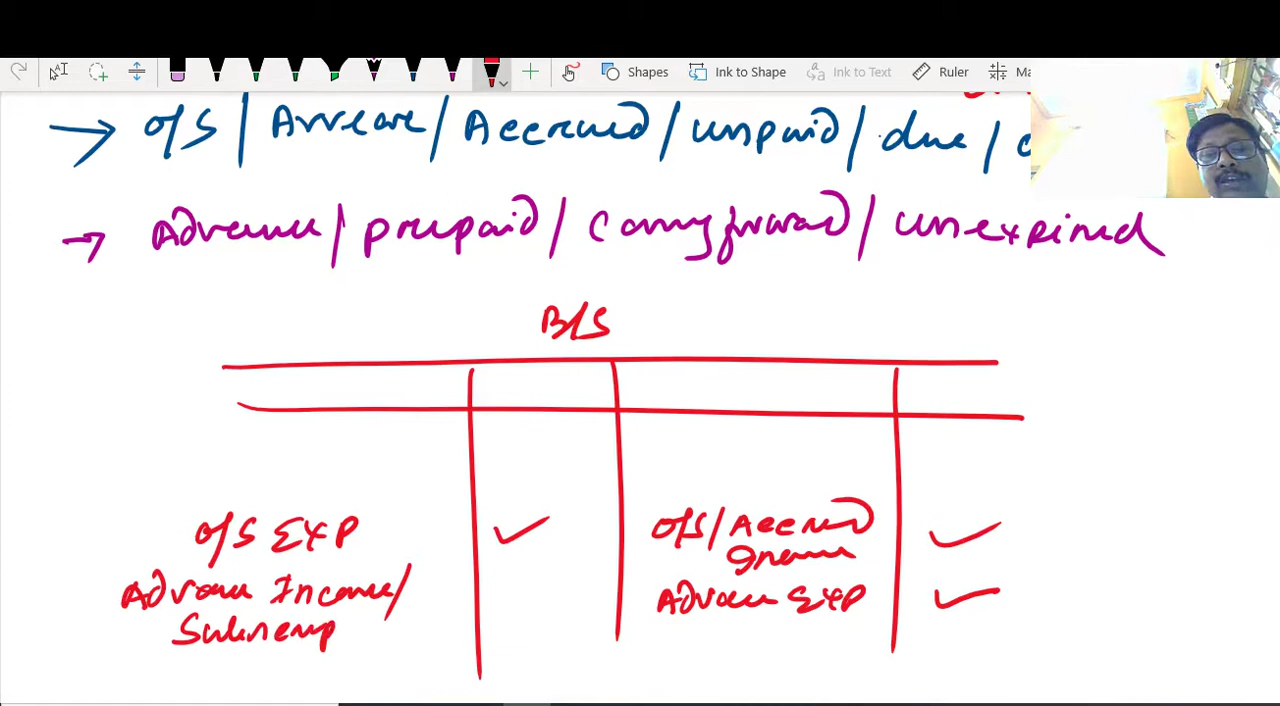 Shapes Ink to Shape Ink to Text Ruler Ma
→ O/S / Arrear / Accrued / unpaid / due /
→ Advance / prepaid / Carryforward / unexpired
B/S
O/S EXP ✓ O/S / Accrued ✓
Income
Advance Income / Advance EXP ✓